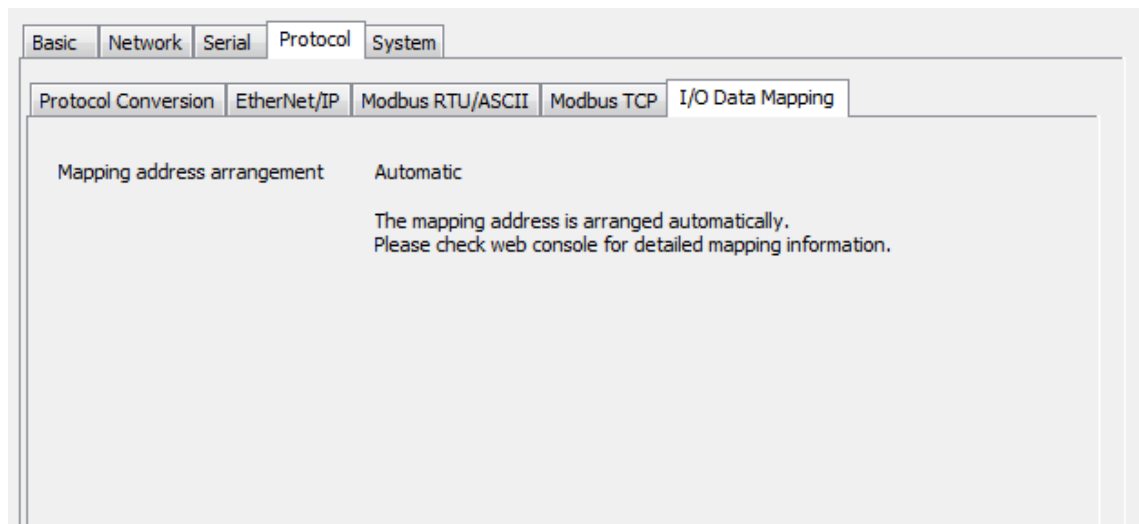 Basic Network Serial Protocol System
Protocol Conversion EtherNet/IP Modbus RTU/ASCII Modbus TCP I/O Data Mapping
Mapping address arrangement Automatic
The mapping address is arranged automatically.
Please check web console for detailed mapping information.